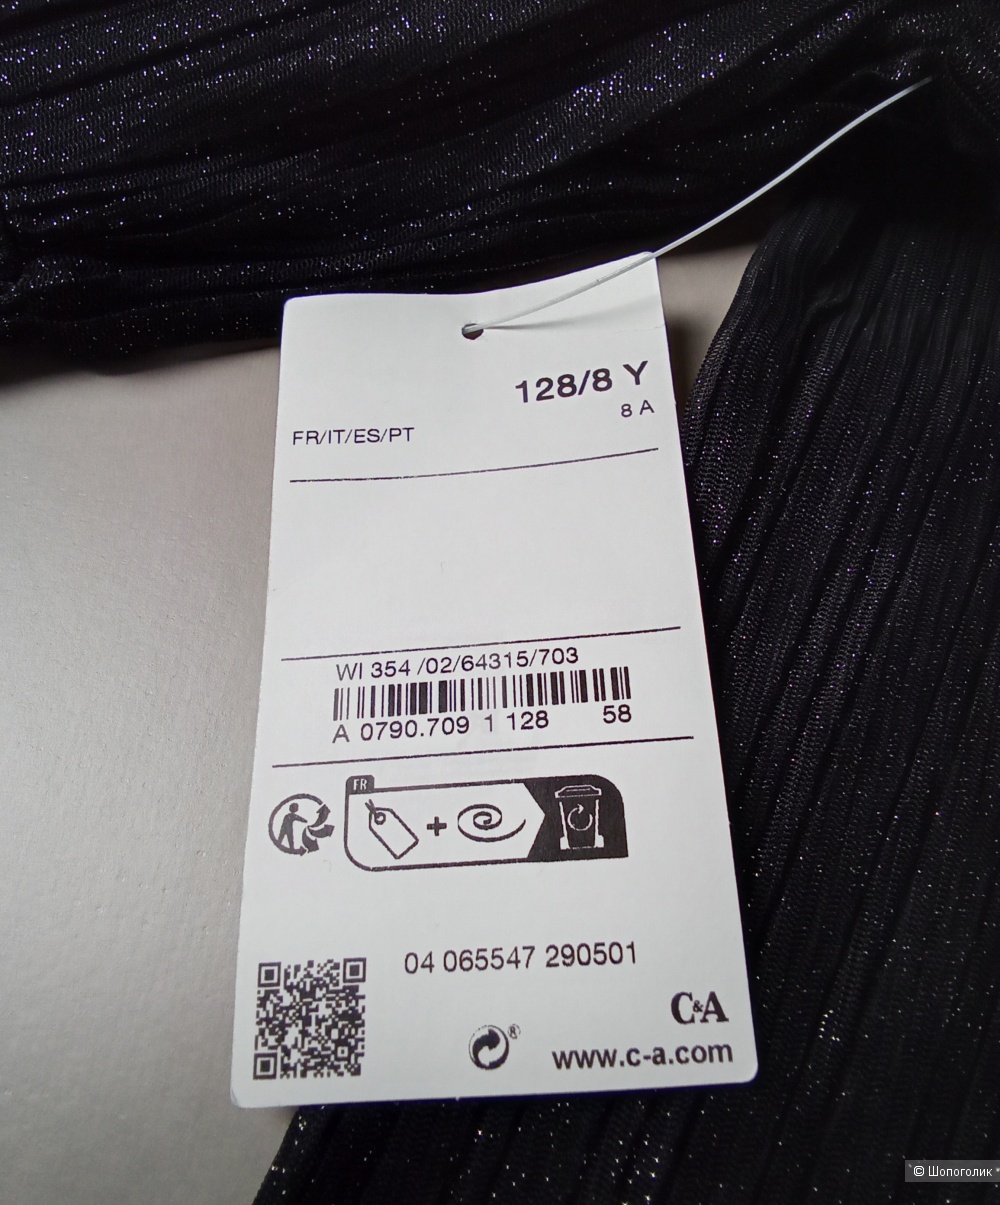 128/8 Y
8 A
FR/IT/ES/PT
WI 354 /02/64315/703
A 0790.709 1 128 58
FR
04 065547 290501
C&A
www.c-a.com
© Шопоголик